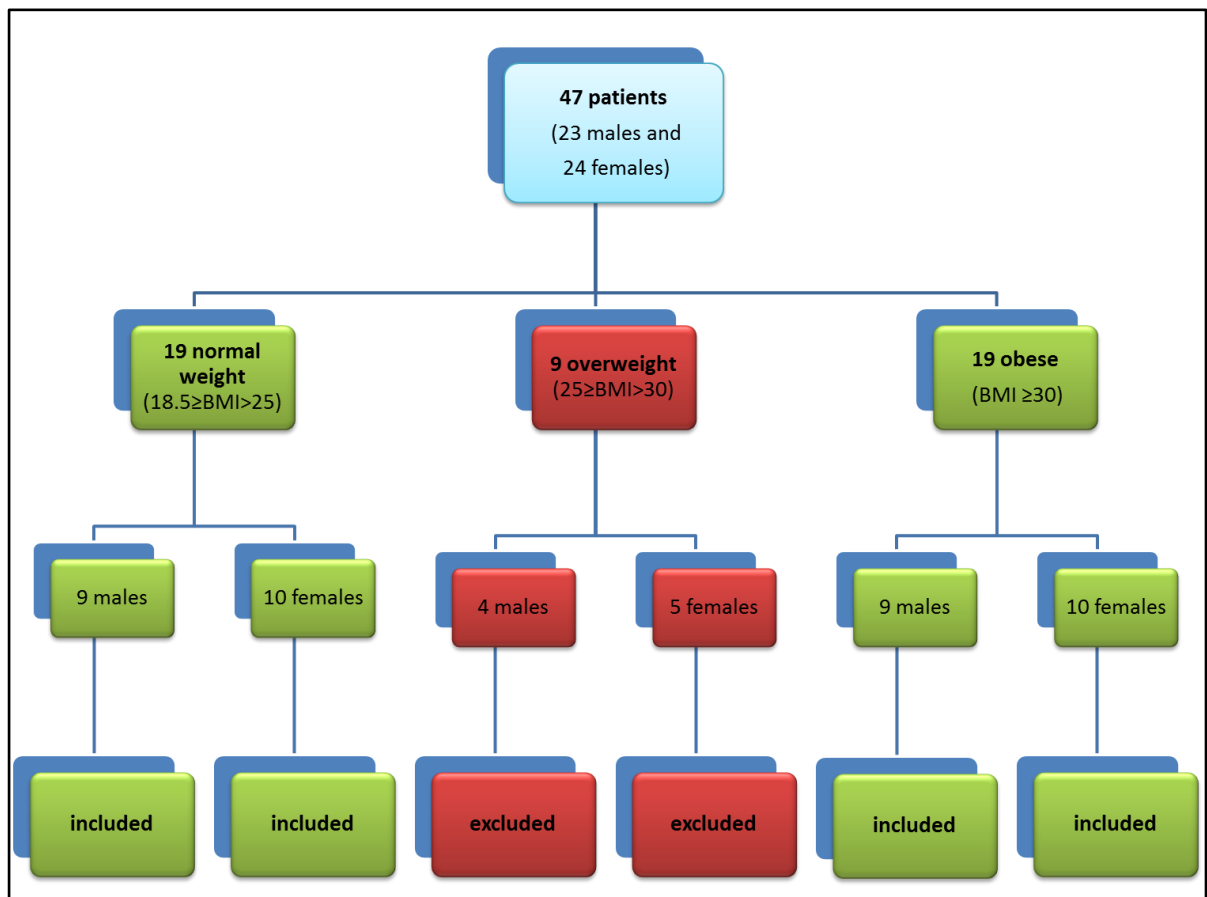 47 patients
(23 males and
24 females)
19 normal
weight
(18.5≥BMI>25)
9 overweight
(25≥BMI>30)
19 obese
(BMI ≥30)
9 males
10 females
4 males
5 females
9 males
10 females
included
included
excluded
excluded
included
included